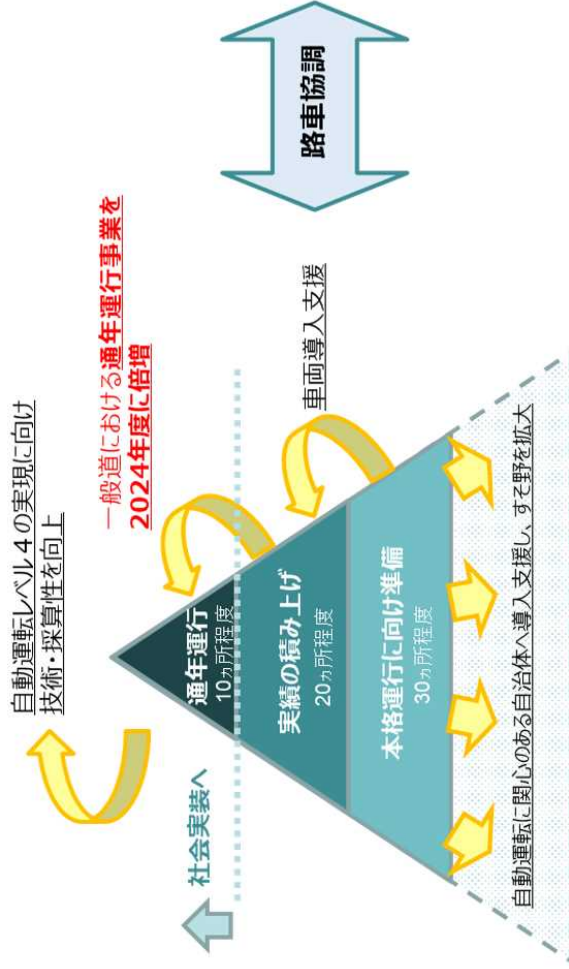 自動運転レベル４の実現に向け
技術・採算性を向上
一般道における通年運行事業を
2024年度に倍増
社会実装へ
通年運行
10ヵ所程度
車両導入支援
実績の積み上げ
20ヵ所程度
路車協調
本格運行に向け準備
30ヵ所程度
自動運転に関心のある自治体へ導入支援し、すそ野を拡大